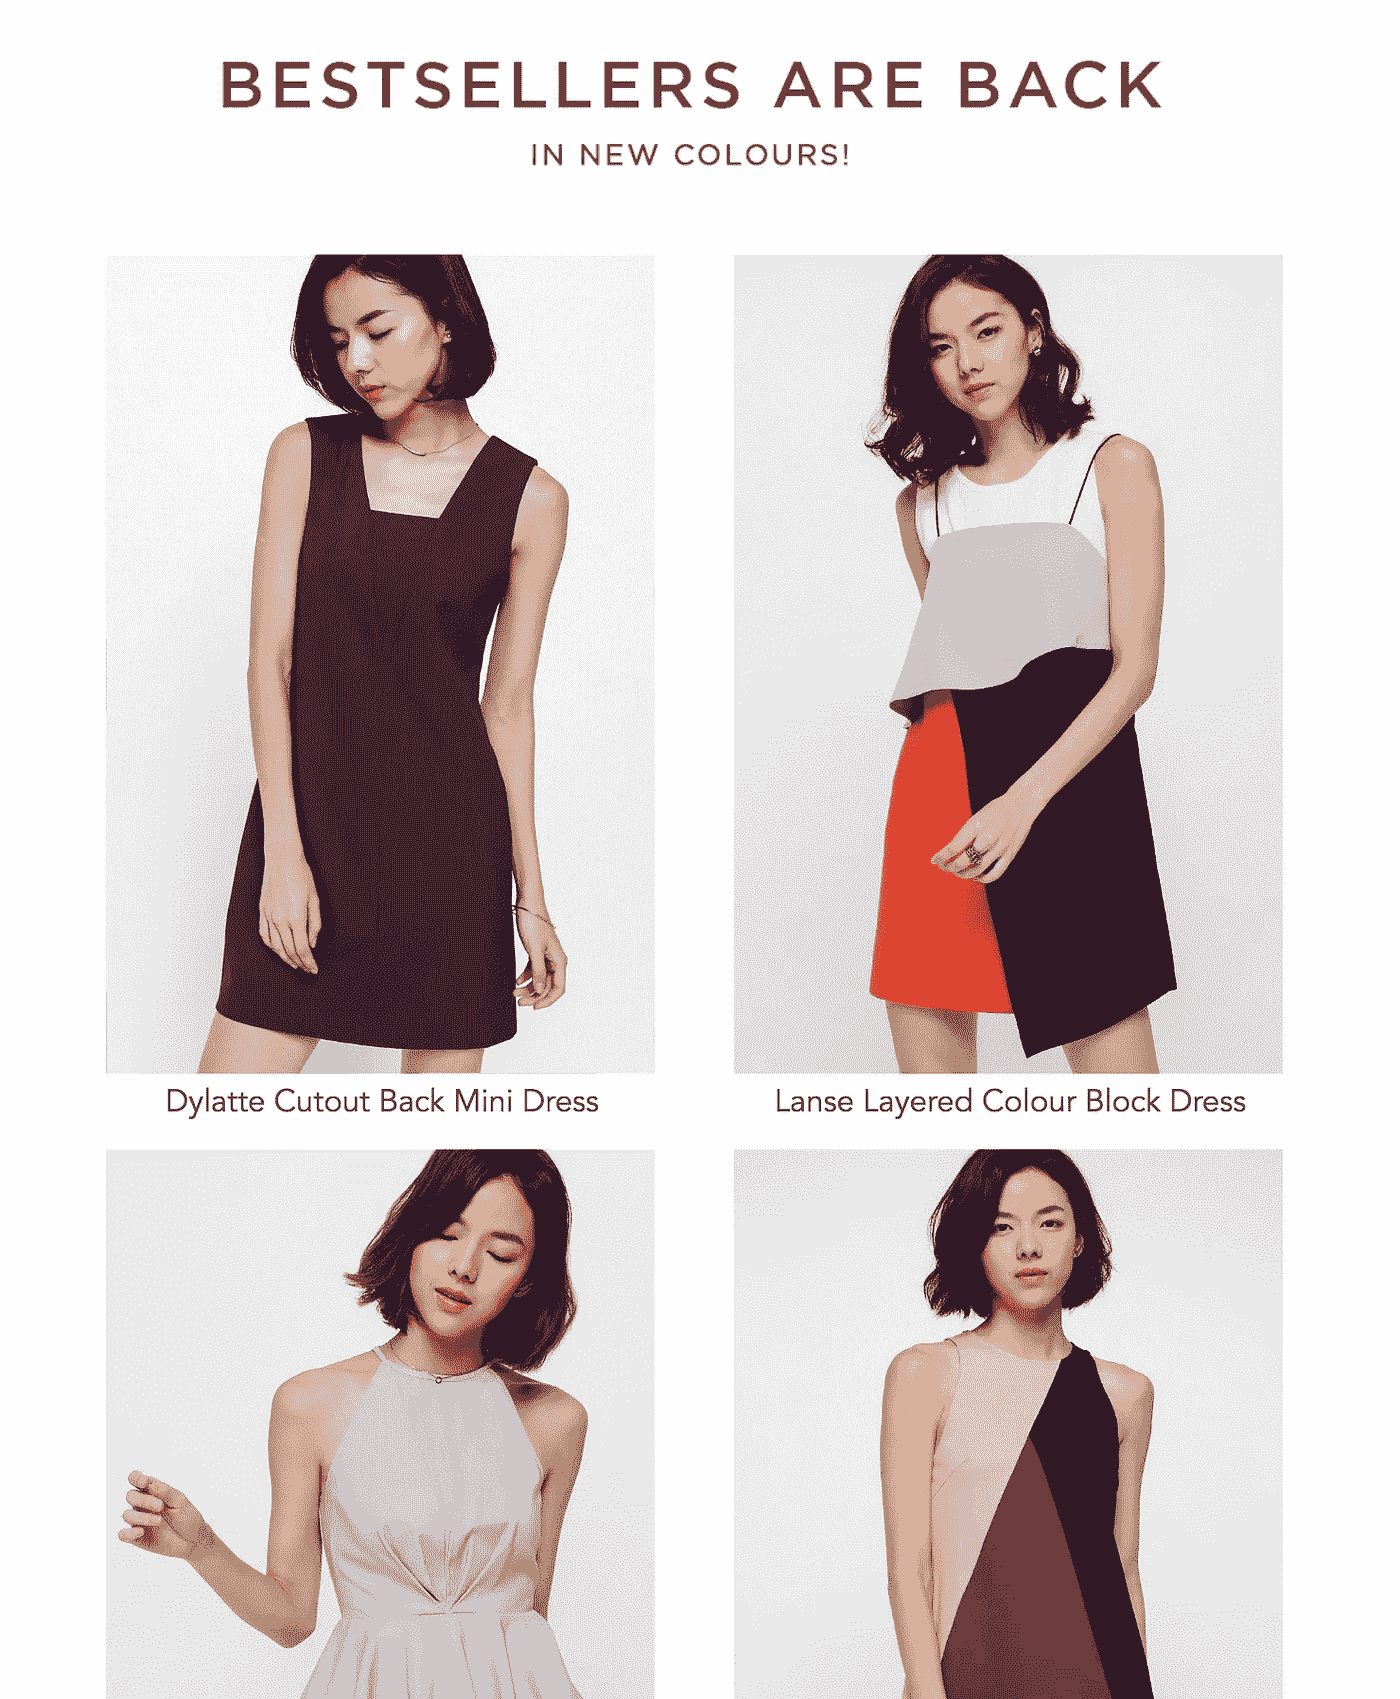 BESTSELLERS ARE BACK
IN NEW COLOURS!
Dylatte Cutout Back Mini Dress
Lanse Layered Colour Block Dress